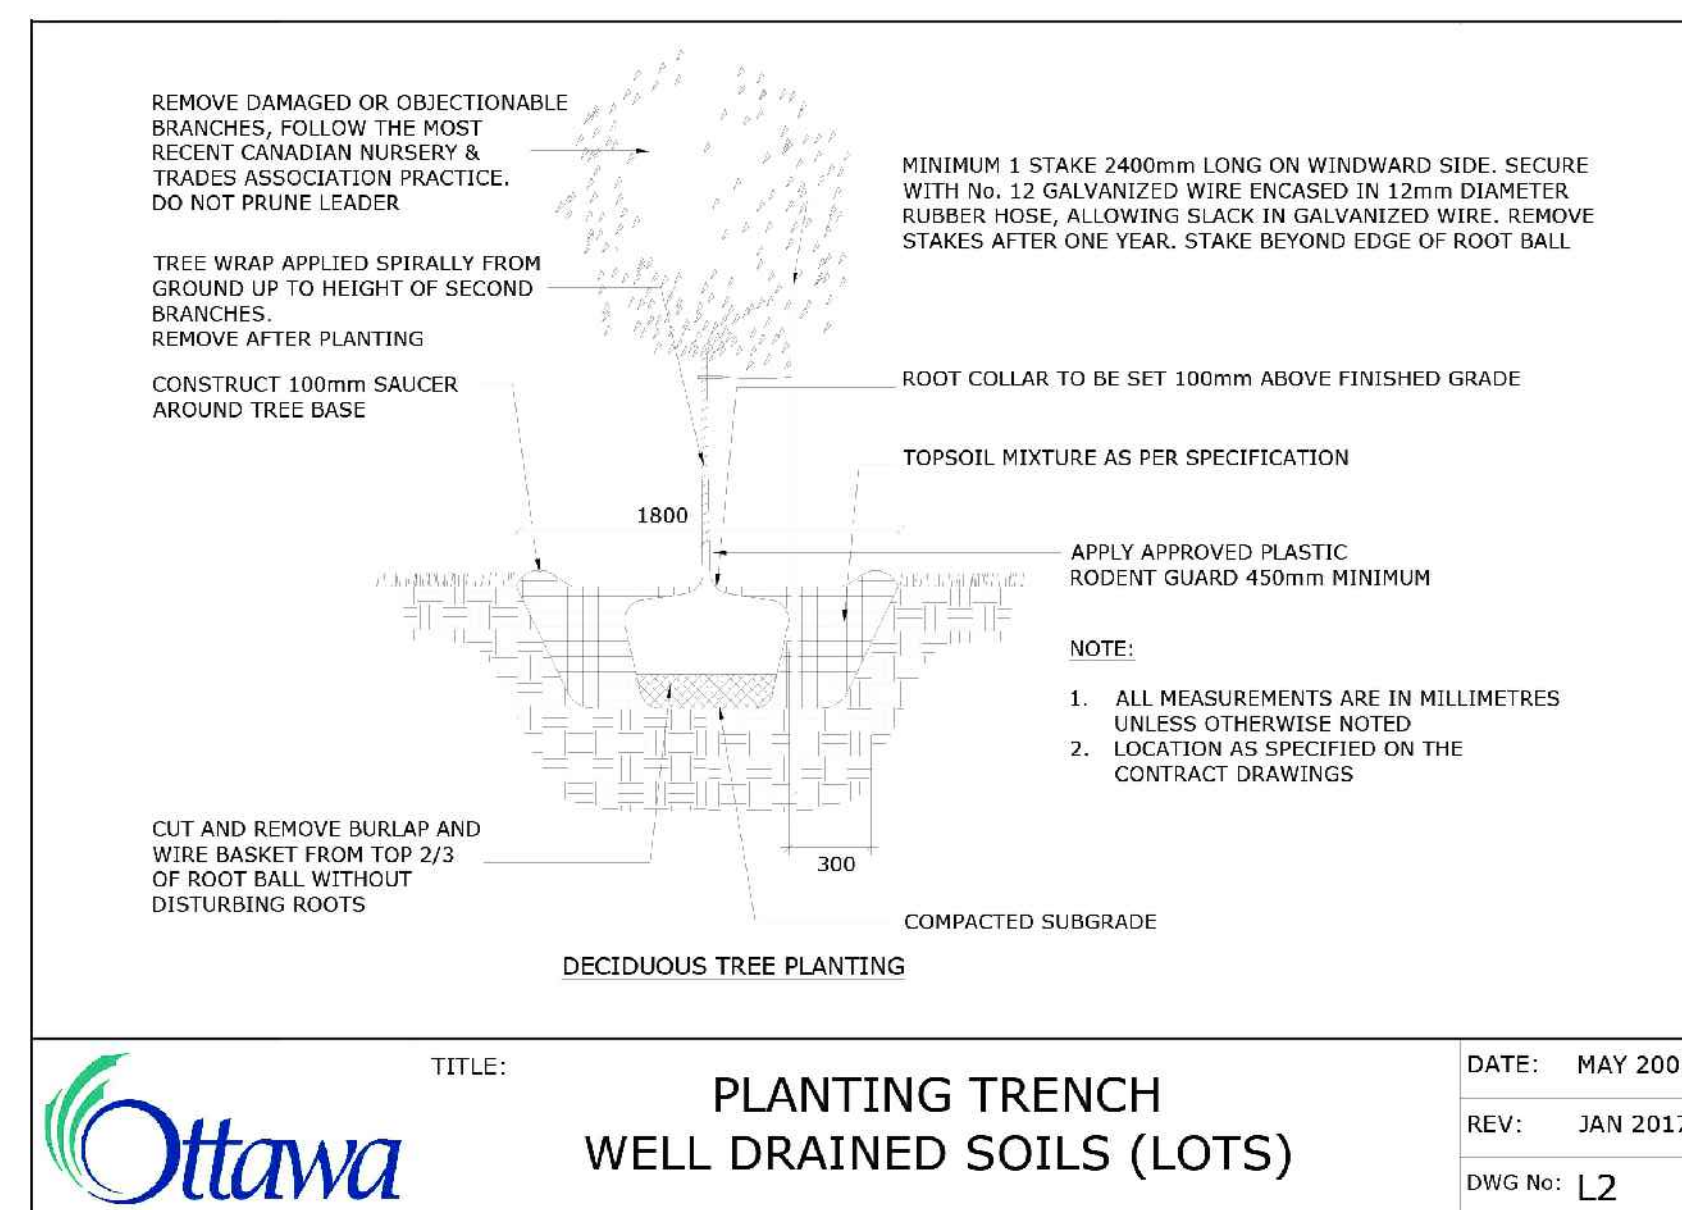 REMOVE DAMAGED OR OBJECTIONABLE
BRANCHES, FOLLOW THE MOST
RECENT CANADIAN NURSERY &
TRADES ASSOCIATION PRACTICE.
DO NOT PRUNE LEADER
TREE WRAP APPLIED SPIRALLY FROM
GROUND UP TO HEIGHT OF SECOND
BRANCHES.
REMOVE AFTER PLANTING
CONSTRUCT 100mm SAUCER
AROUND TREE BASE
MINIMUM 1 STAKE 2400mm LONG ON WINDWARD SIDE. SECURE
WITH No. 12 GALVANIZED WIRE ENCASED IN 12mm DIAMETER
RUBBER HOSE, ALLOWING SLACK IN GALVANIZED WIRE. REMOVE
STAKES AFTER ONE YEAR. STAKE BEYOND EDGE OF ROOT BALL
ROOT COLLAR TO BE SET 100mm ABOVE FINISHED GRADE
TOPSOIL MIXTURE AS PER SPECIFICATION
1800
APPLY APPROVED PLASTIC
RODENT GUARD 450mm MINIMUM
NOTE:
1. ALL MEASUREMENTS ARE IN MILLIMETRES
UNLESS OTHERWISE NOTED
2. LOCATION AS SPECIFIED ON THE
CONTRACT DRAWINGS
CUT AND REMOVE BURLAP AND
WIRE BASKET FROM TOP 2/3
OF ROOT BALL WITHOUT
DISTURBING ROOTS
300
COMPACTED SUBGRADE
DECIDUOUS TREE PLANTING
Ottawa
TITLE:
PLANTING TRENCH
WELL DRAINED SOILS (LOTS)
DATE: MAY 200
REV: JAN 2017
DWG No: L2